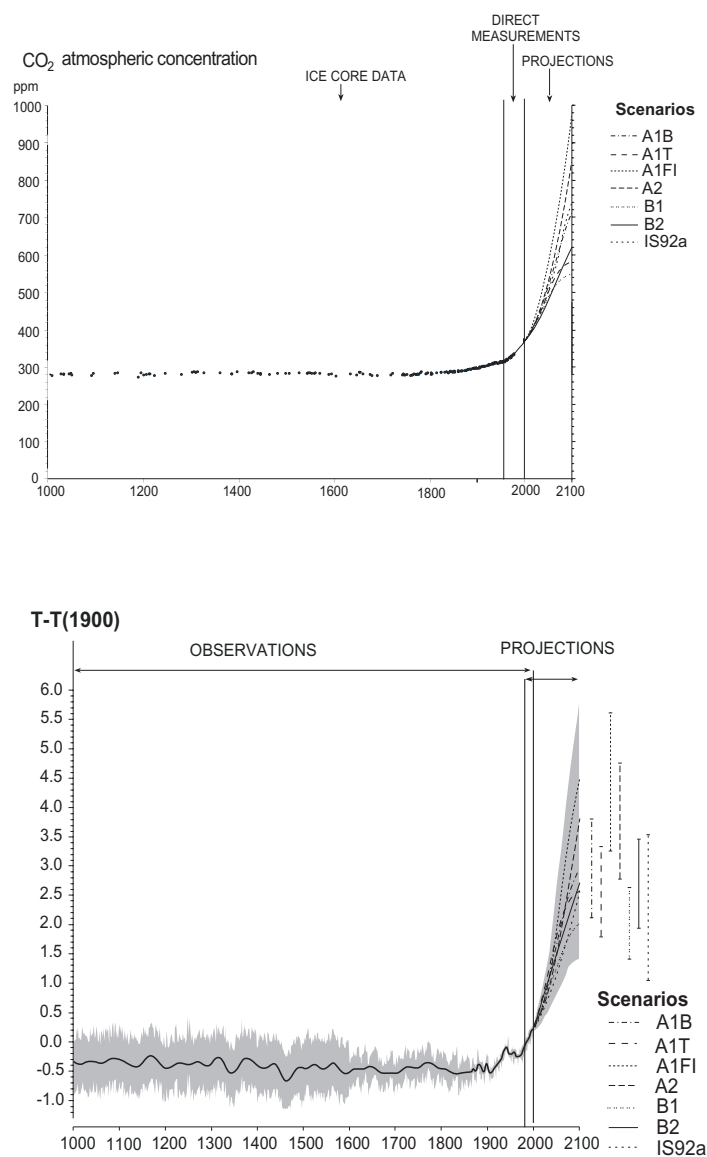 DIRECT
MEASUREMENTS
CO2 atmospheric concentration
PROJECTIONS
ppm
ICE CORE DATA
1000
900
800
700
600
500
400
300
200
100
0
1000 1200 1400 1600 1800 2000 2100
Scenarios
A1B
A1T
A1FI
A2
B1
B2
IS92a
T-T(1900)
OBSERVATIONS
PROJECTIONS
6.0
5.5
5.0
4.5
4.0
3.5
3.0
2.5
2.0
1.5
1.0
0.5
0.0
-0.5
-1.0
1000 1100 1200 1300 1400 1500 1600 1700 1800 1900 2000 2100
Scenarios
A1B
A1T
A1FI
A2
B1
B2
IS92a